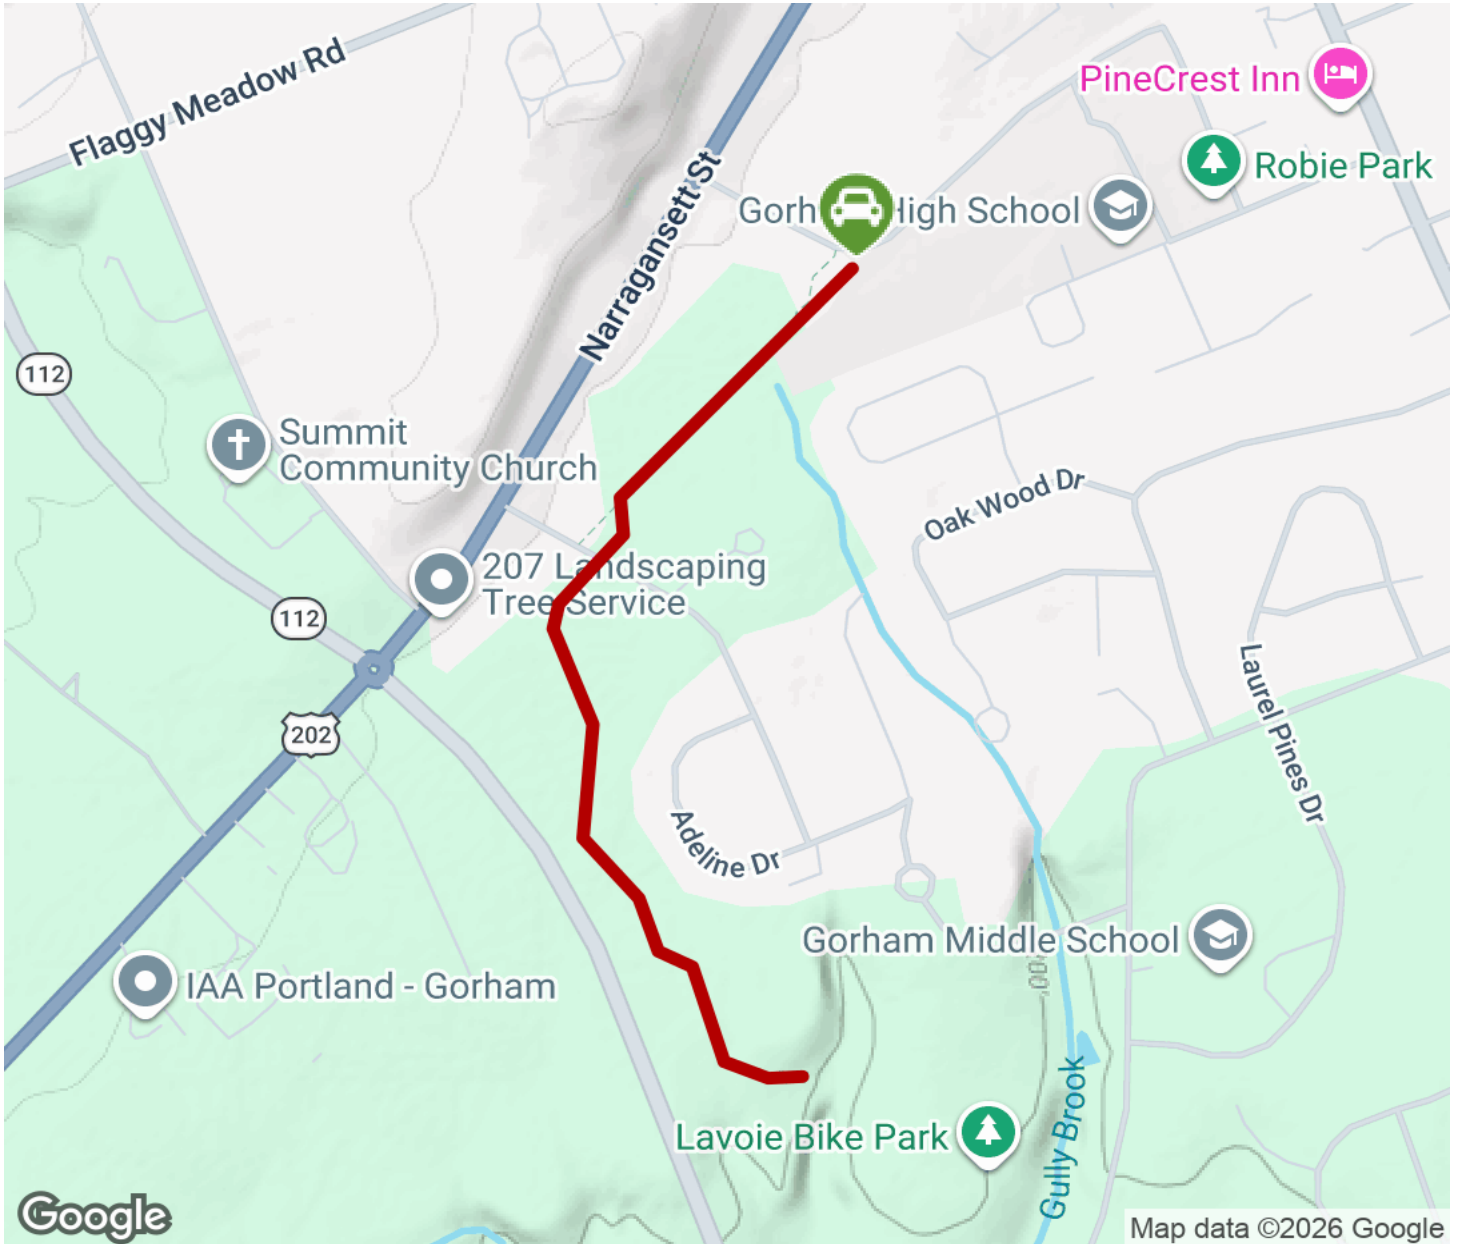 Flaggy Meadow Rd
PineCrest Inn
Robie Park
Narragansett St
Gorh High School
112
Summit
Community Church
Oak Wood Dr
207 Landscaping
Tree Service
112
202
Laurel Pines Dr
Adeline Dr
Gorham Middle School
IAA Portland - Gorham
Gully Brook
Lavoie Bike Park
Google
Map data ©2026 Google